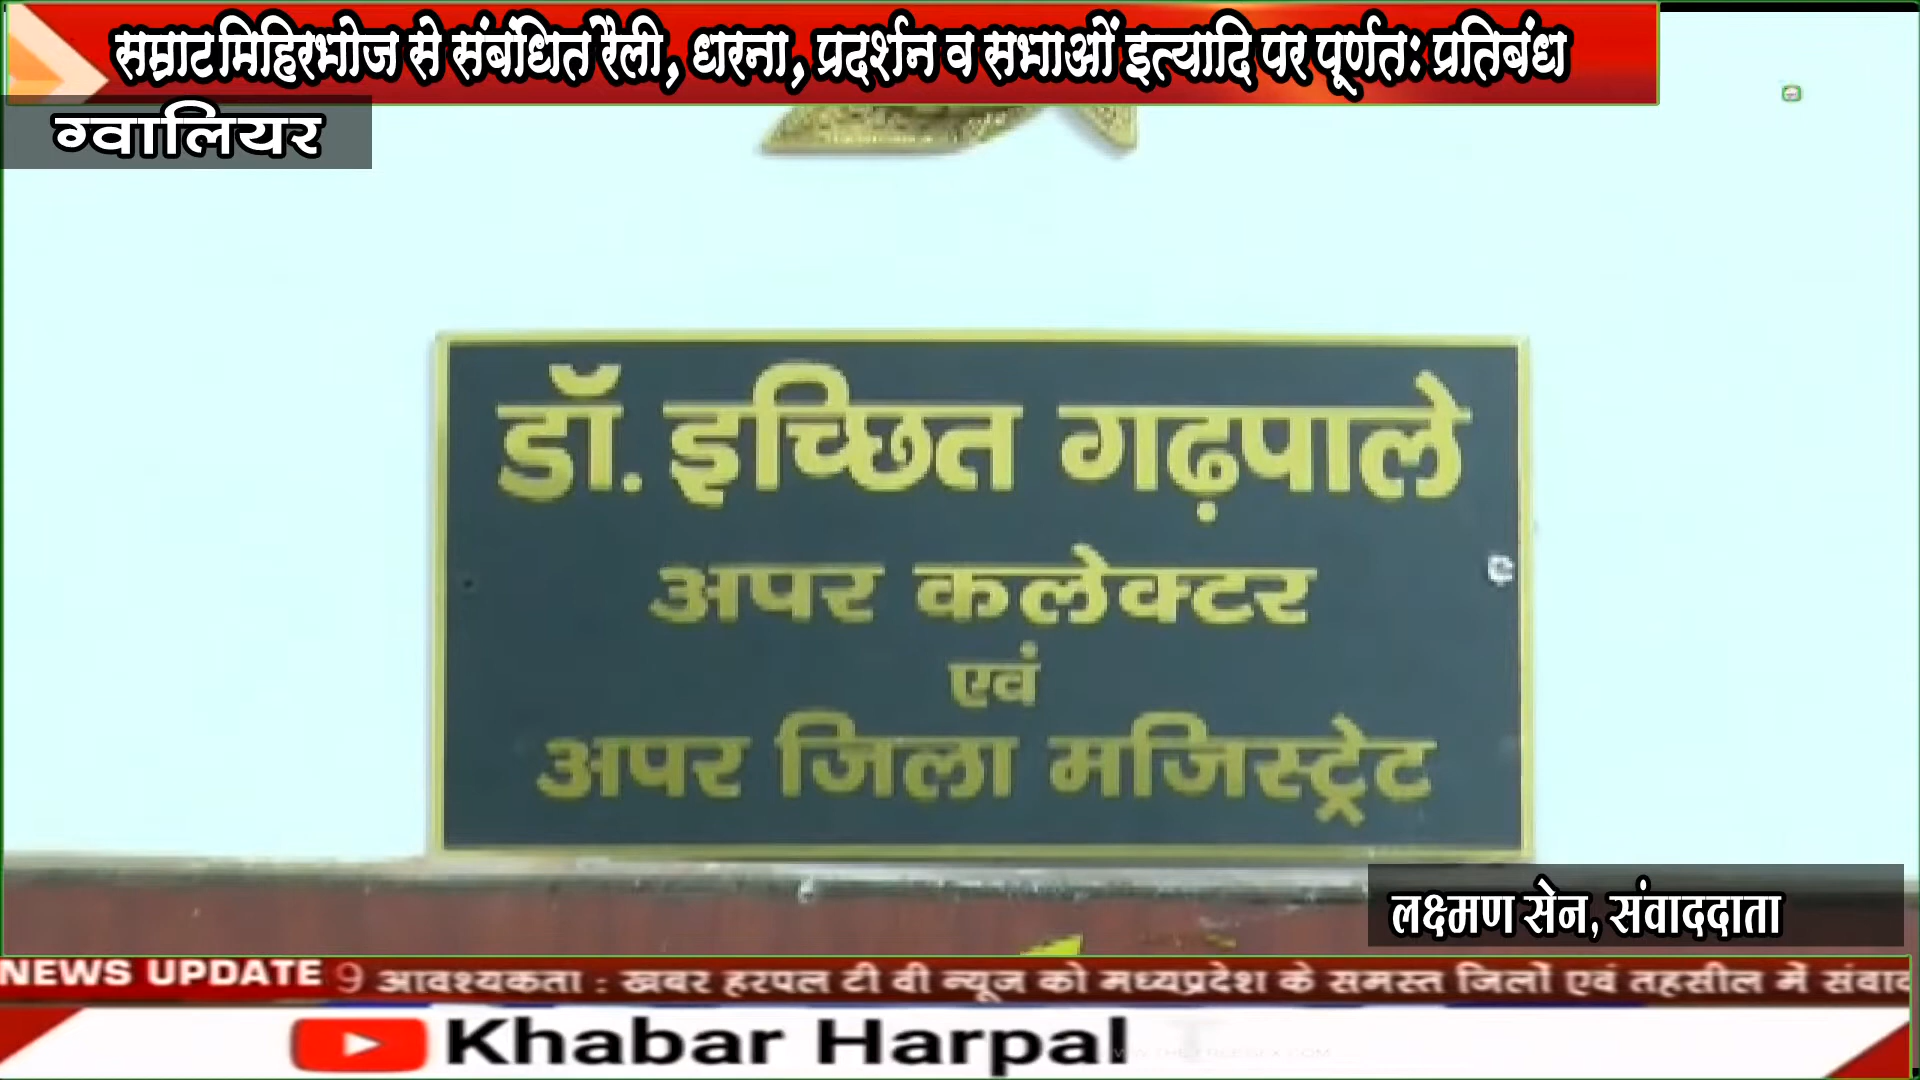 सम्राट मिहिरभोज से संबंधित रैली, धरना, प्रदर्शन व सभाओं इत्यादि पर पूर्णतः प्रतिबंध
ग्वालियर
डॉ. इच्छित गढ़पाले
अपर कलेक्टर
एवं
अपर जिला मजिस्ट्रेट
लक्ष्मण सेन, संवाददाता
NEWS UPDATE 9 आवश्यकता : खबर हरपल टी वी न्यूज को मध्यप्रदेश के समस्त जिलों एवं तहसील में
Khabar Harpal